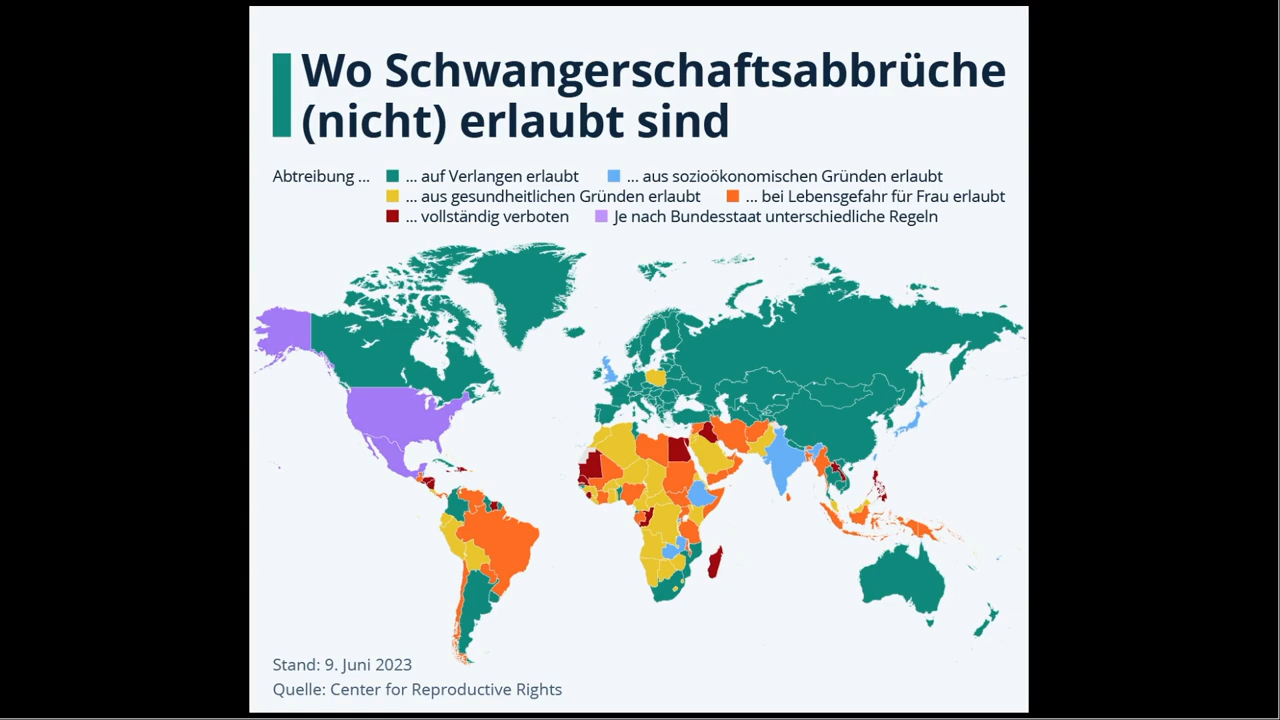 Wo Schwangerschaftsabbrüche
(nicht) erlaubt sind
Abtreibung ... ... auf Verlangen erlaubt ... aus sozioökonomischen Gründen erlaubt
... aus gesundheitlichen Gründen erlaubt ... bei Lebensgefahr für Frau erlaubt
... vollständig verboten Je nach Bundesstaat unterschiedliche Regeln
Stand: 9. Juni 2023
Quelle: Center for Reproductive Rights